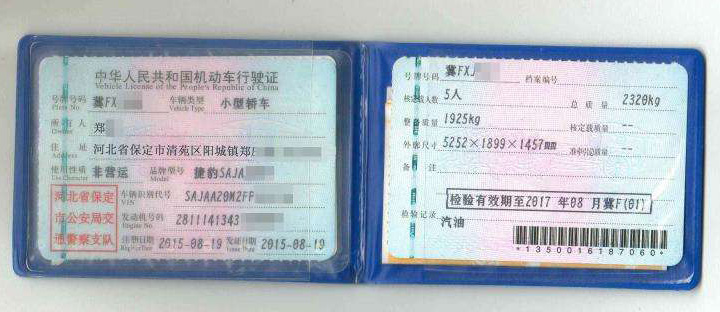 中华人民共和国机动车行驶证
Vehicle License of the People's Republic of China
号牌号码 冀FX 车辆类型 小型轿车
Plate No. Vehicle Type
所有人 郑
Owner
住址 河北省保定市清苑区阳城镇郑
Address
使用性质 非营运 品牌型号 捷豹SAJA
Use Character Model
河北省保定
市公安局交
通警察支队
车辆识别代号 SAJAA20M2FP
VIN
发动机号码 2811141343
Engine No.
注册日期 2015-08-19 发证日期 2015-08-19
Register Date Issue Date
号牌号码 冀FXJ 档案编号
核定载人数 5人 总质量 2320kg
整备质量 1925kg 核定载质量 --
外廓尺寸 5252×1899×1457mm 准牵引总质量 --
备注
检验有效期至2017 年08 月冀F(01)
检验记录
汽油
*1350016187060*